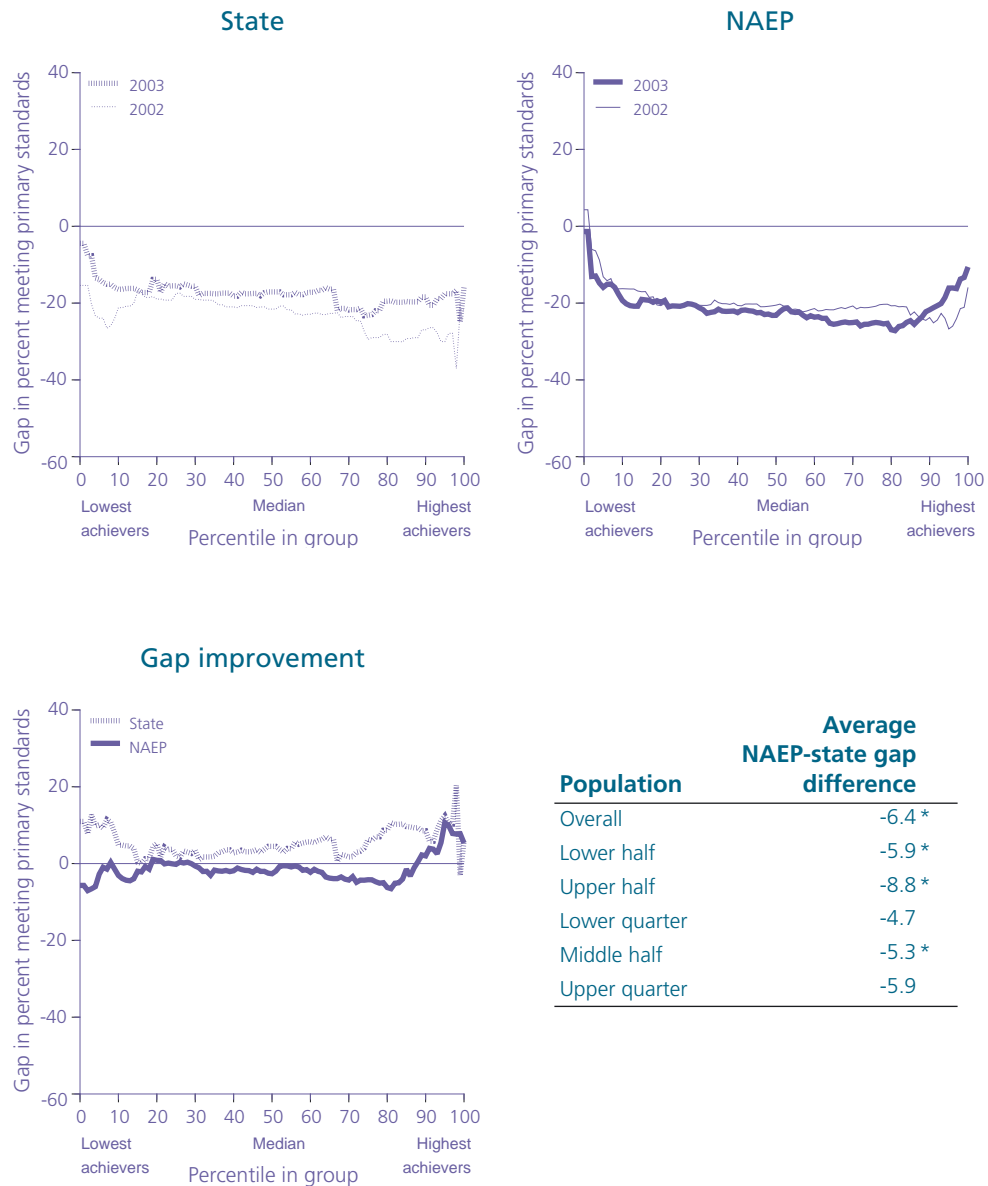 State
Gap in percent meeting primary standards
40
20
0
-20
-40
-60
2003
2002
0 10 20 30 40 50 60 70 80 90 100
Lowest achievers
Median
Highest achievers
Percentile in group
NAEP
Gap in percent meeting primary standards
40
20
0
-20
-40
-60
2003
2002
0 10 20 30 40 50 60 70 80 90 100
Lowest achievers
Median
Highest achievers
Percentile in group
Gap improvement
Gap in percent meeting primary standards
40
20
0
-20
-40
-60
State
NAEP
0 10 20 30 40 50 60 70 80 90 100
Lowest achievers
Median
Highest achievers
Percentile in group
Population Average NAEP-state gap difference
Overall -6.4 *
Lower half -5.9 *
Upper half -8.8 *
Lower quarter -4.7
Middle half -5.3 *
Upper quarter -5.9